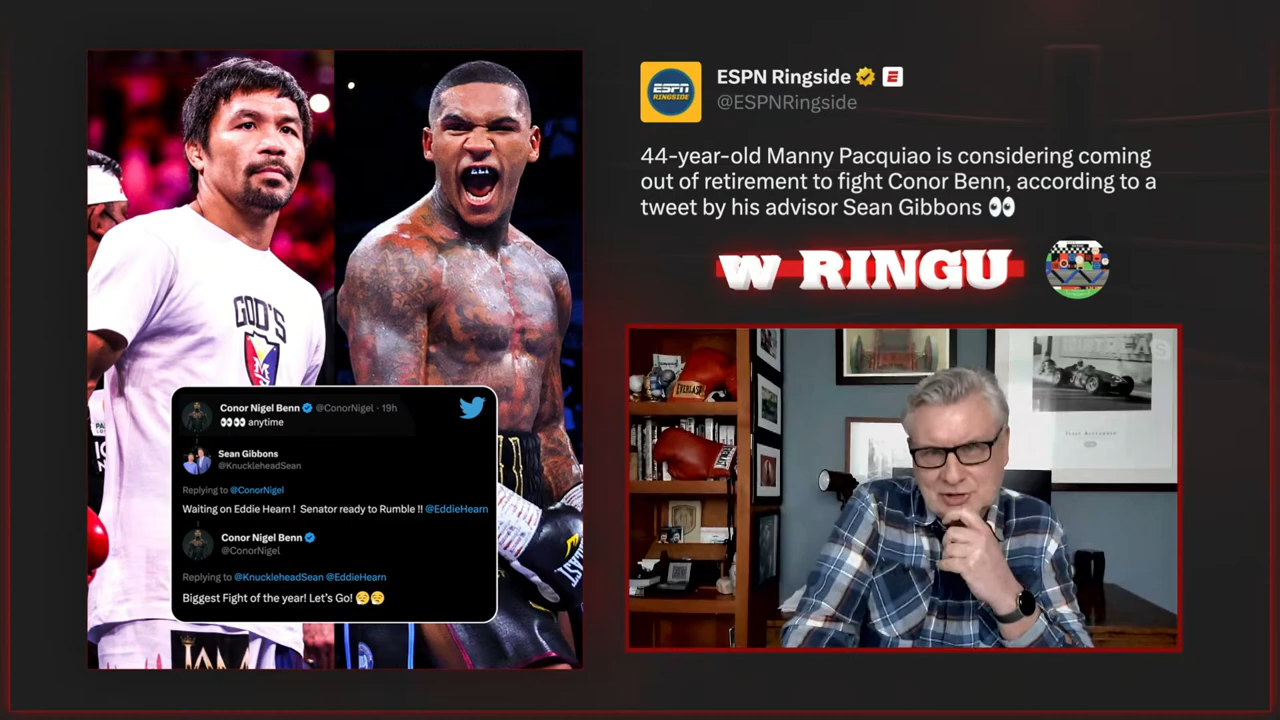 ESPN Ringside
@ESPNRingside
ESPN
RINGSIDE
44-year-old Manny Pacquiao is considering coming
out of retirement to fight Conor Benn, according to a
tweet by his advisor Sean Gibbons 👀
W RINGU
GOD'S
Conor Nigel Benn @ConorNigel · 19h
👀👀 anytime
Sean Gibbons
@KnuckleheadSean
Replying to @ConorNigel
Waiting on Eddie Hearn ! Senator ready to Rumble !! @EddieHearn
Conor Nigel Benn
@ConorNigel
Replying to @KnuckleheadSean @EddieHearn
Biggest Fight of the year! Let's Go! 😤😤
EVERLAST